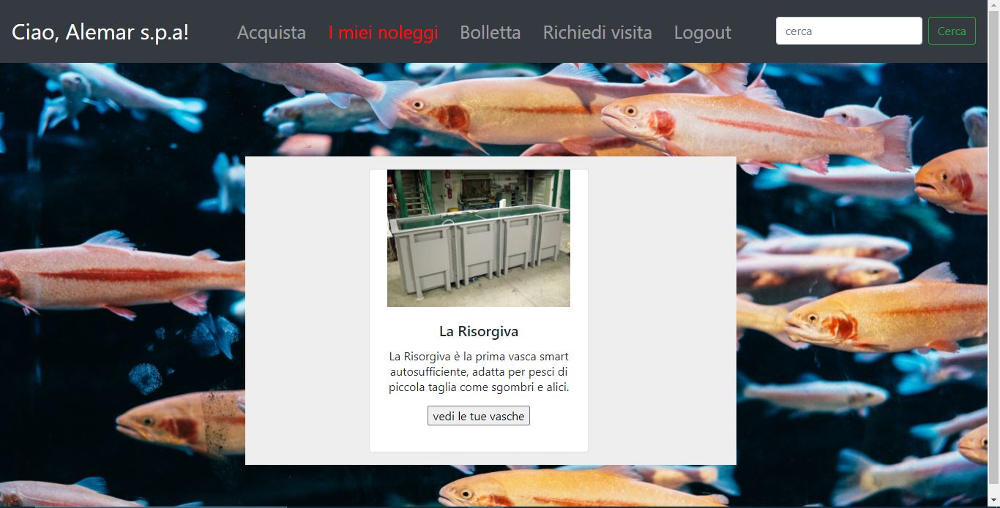 Ciao, Alemar s.p.a!
Acquista
I miei noleggi
Bolletta
Richiedi visita
Logout
cerca
Cerca
La Risorgiva
La Risorgiva è la prima vasca smart
autosufficiente, adatta per pesci di
piccola taglia come sgombri e alici.
vedi le tue vasche